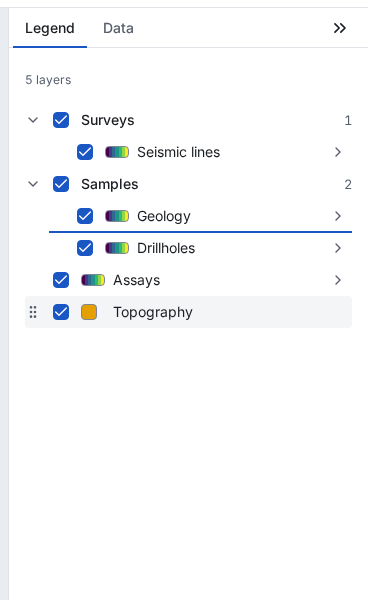 Legend Data
5 layers
Surveys 1
Seismic lines
Samples 2
Geology
Drillholes
Assays
Topography